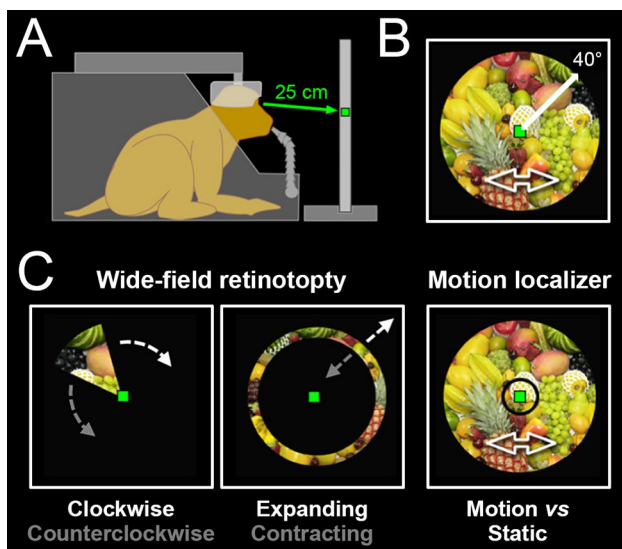 A
25 cm
B
40°
C
Wide-field retinotopty
Motion localizer
Clockwise
Counterclockwise
Expanding
Contracting
Motion vs
Static